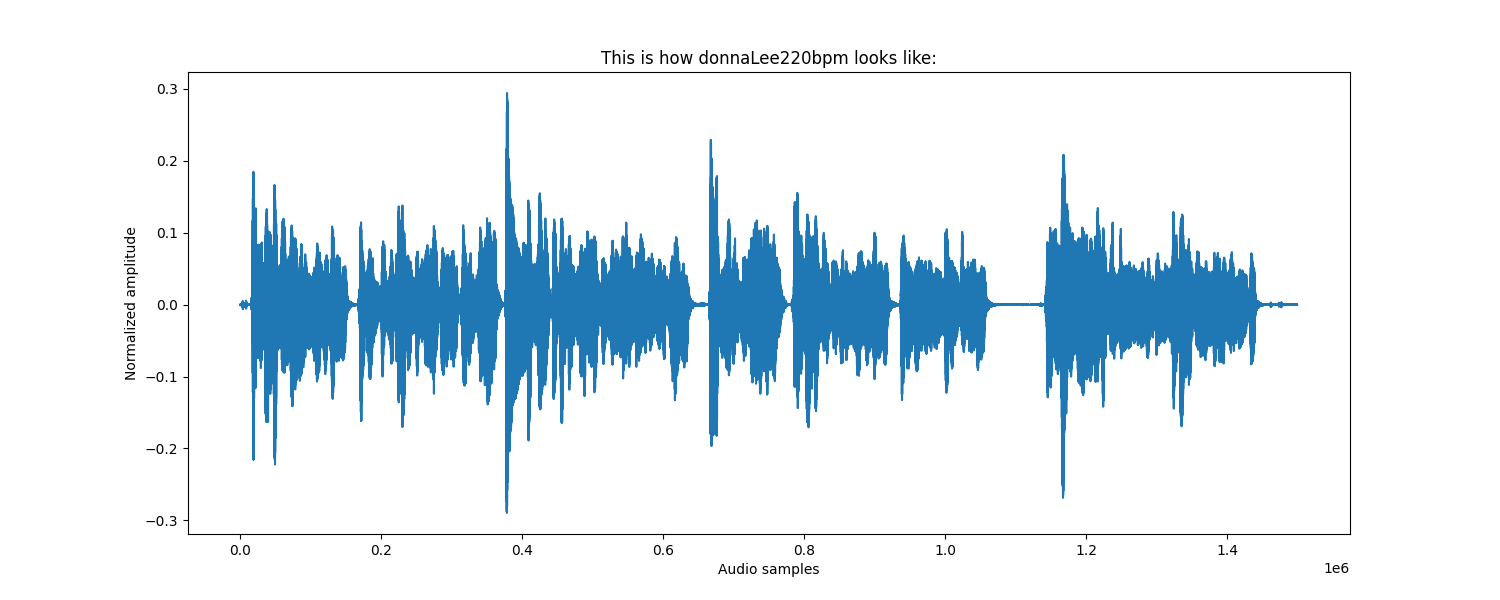 This is how donnaLee220bpm looks like:
Normalized amplitude
0.3
0.2
0.1
0.0
−0.1
−0.2
−0.3
0.0 0.2 0.4 0.6 0.8 1.0 1.2 1.4
Audio samples
1e6